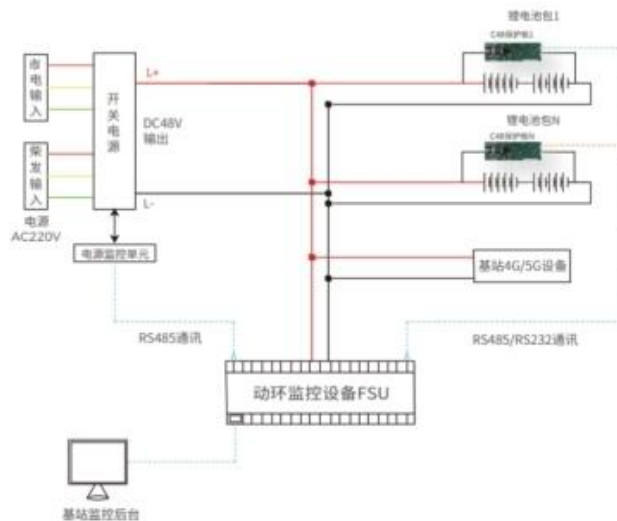 锂电池包1
C48保护板1
市电输入
开关电源
L+
DC48V
输出
锂电池包N
C48保护板N
柴发输入
L-
电源
AC220V
电源监控单元
基站4G/5G设备
RS485通讯
RS485/RS232通讯
动环监控设备FSU
基站监控后台